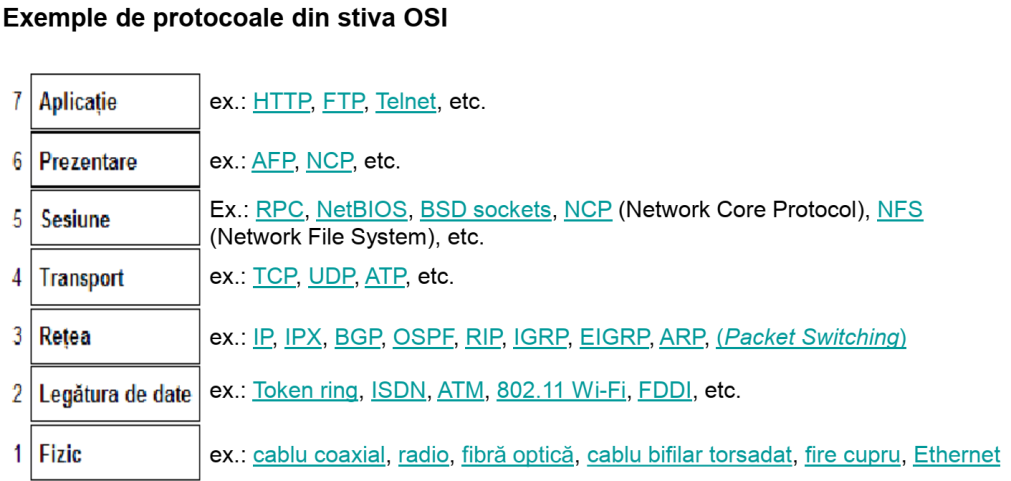 Exemple de protocoale din stiva OSI
7 Aplicație ex.: HTTP, FTP, Telnet, etc.
6 Prezentare ex.: AFP, NCP, etc.
5 Sesiune Ex.: RPC, NetBIOS, BSD sockets, NCP (Network Core Protocol), NFS
(Network File System), etc.
4 Transport ex.: TCP, UDP, ATP, etc.
3 Rețea ex.: IP, IPX, BGP, OSPF, RIP, IGRP, EIGRP, ARP, (Packet Switching)
2 Legătura de date ex.: Token ring, ISDN, ATM, 802.11 Wi-Fi, FDDI, etc.
1 Fizic ex.: cablu coaxial, radio, fibră optică, cablu bifilar torsadat, fire cupru, Ethernet